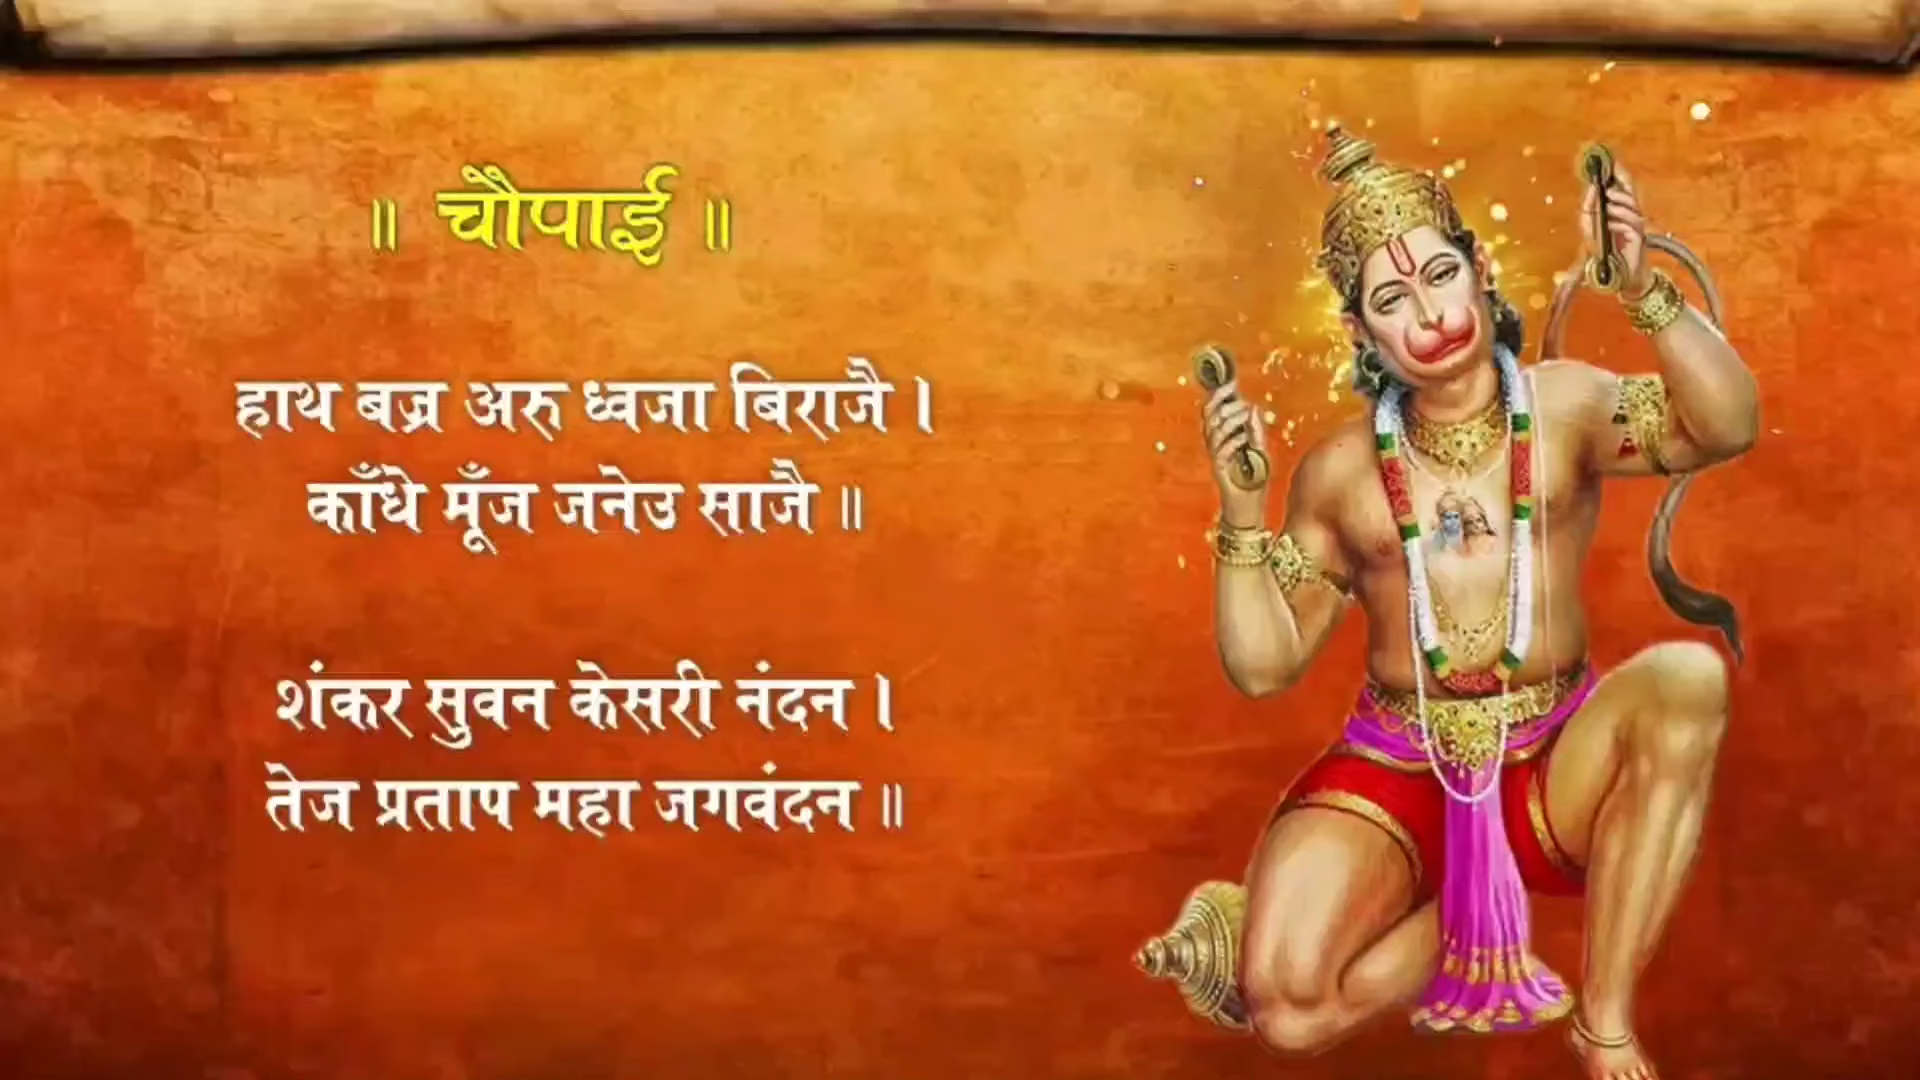 ॥ चौपाई ॥
हाथ बज्र अरु ध्वजा बिराजै ।
काँधे मूँज जनेउ साजै ॥
शंकर सुवन केसरी नंदन ।
तेज प्रताप महा जगवंदन ॥